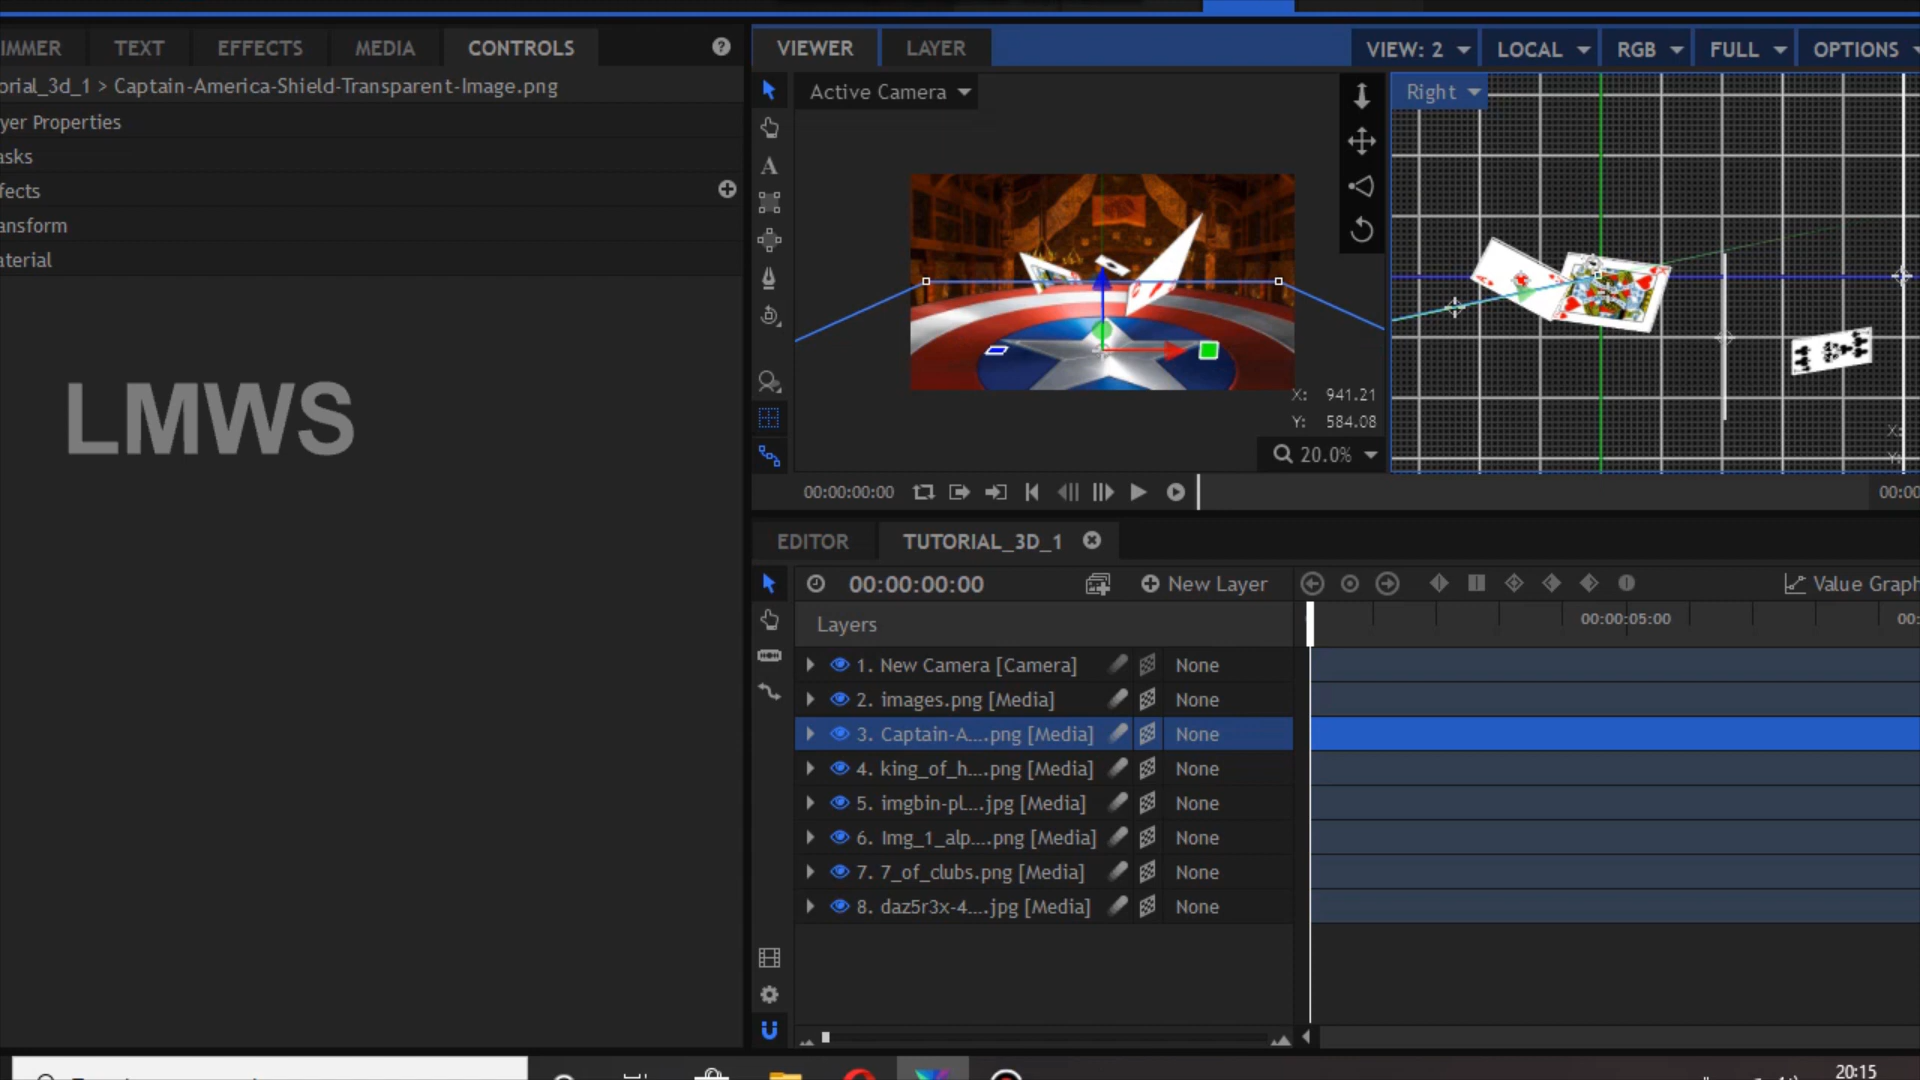 IMMER TEXT EFFECTS MEDIA CONTROLS ?
orial_3d_1 > Captain-America-Shield-Transparent-Image.png
yer Properties
asks
fects
ansform
aterial
LMWS
VIEWER LAYER VIEW: 2 LOCAL RGB FULL OPTIONS
Active Camera
Right
A
X: 941.21
Y: 584.08
20.0%
X:
Y:
00:00:00:00
00:00
EDITOR TUTORIAL_3D_1
00:00:00:00 New Layer Value Graph
Layers
00:00:05:00 00:
1. New Camera [Camera] None
2. images.png [Media] None
3. Captain-A....png [Media] None
4. king_of_h....png [Media] None
5. imgbin-pl....jpg [Media] None
6. Img_1_alp....png [Media] None
7. 7_of_clubs.png [Media] None
8. daz5r3x-4....jpg [Media] None
20:15